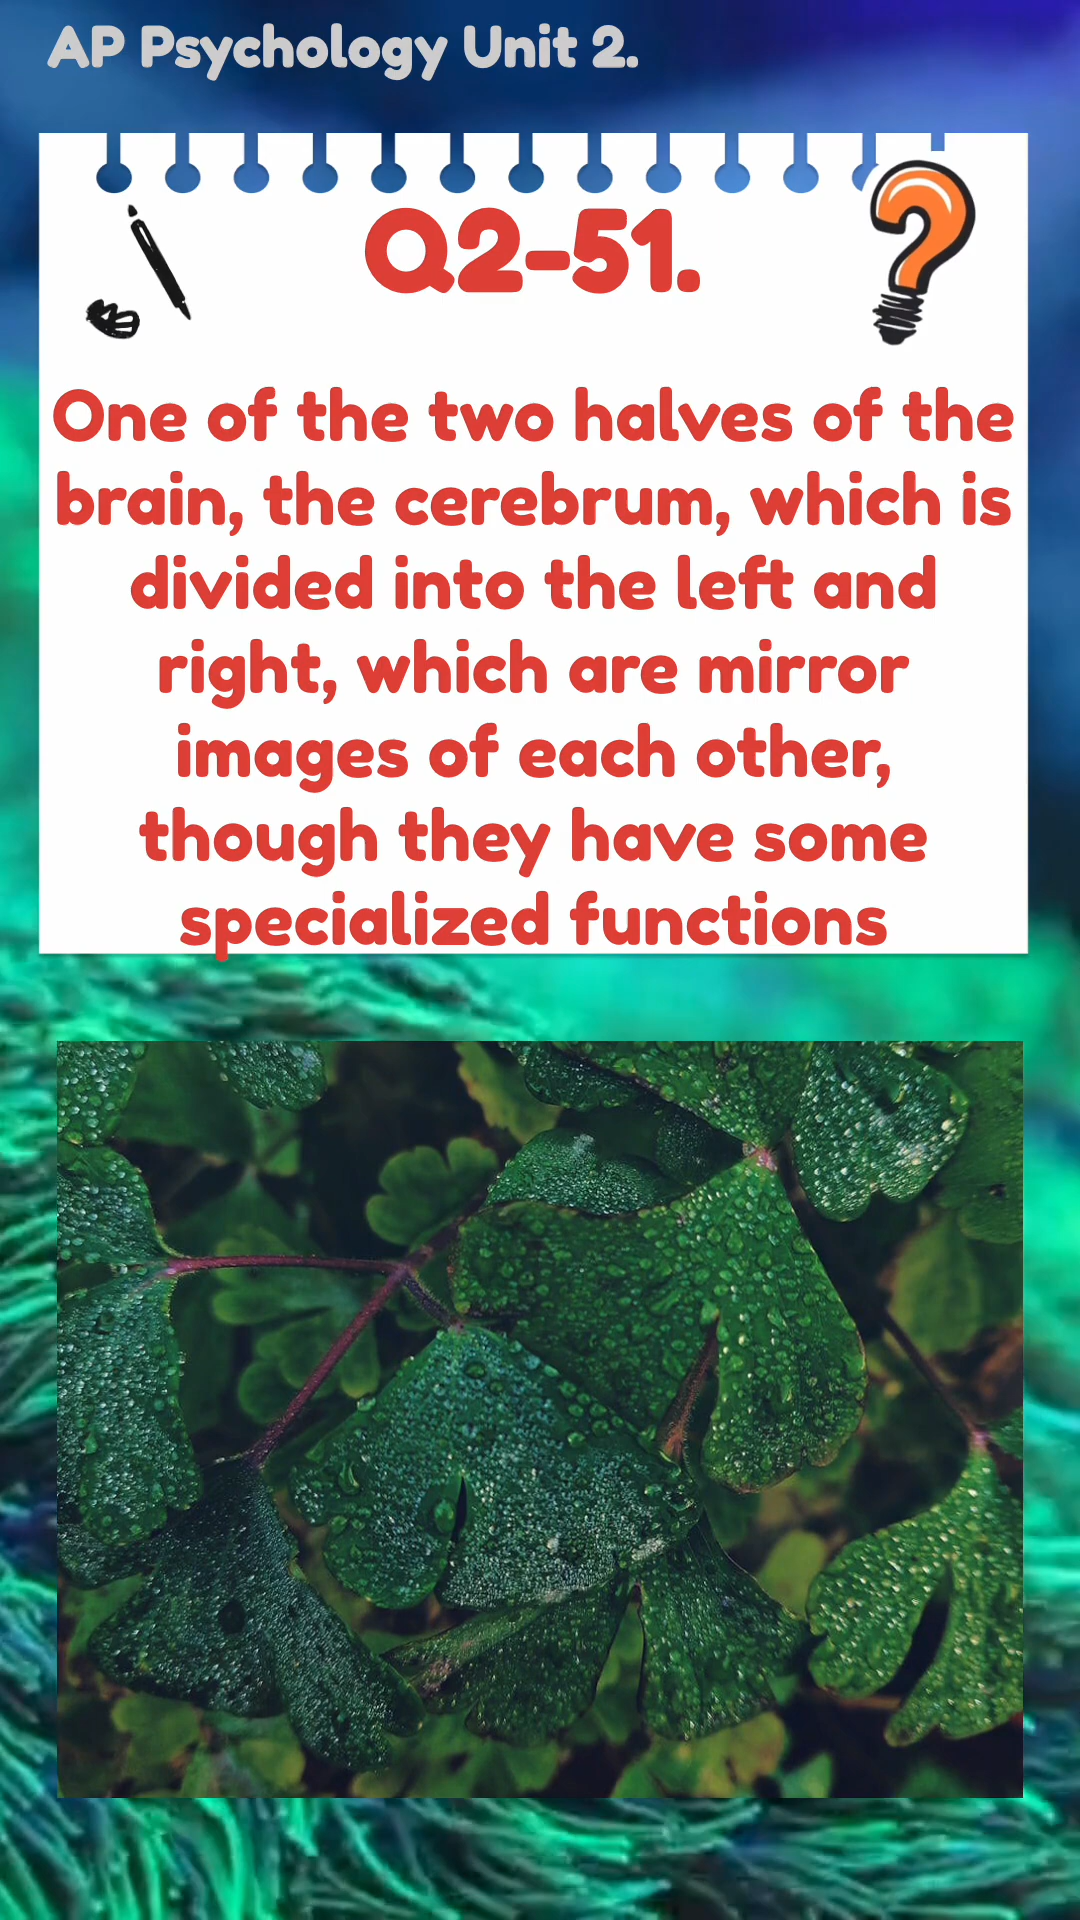 AP Psychology Unit 2.
Q2-51.
One of the two halves of the
brain, the cerebrum, which is
divided into the left and
right, which are mirror
images of each other,
though they have some
specialized functions